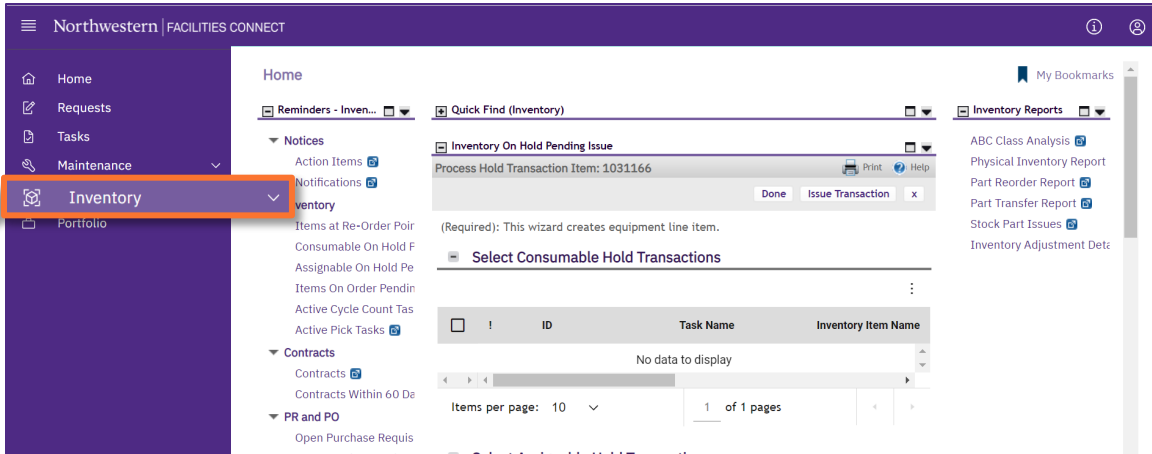 Northwestern | FACILITIES CONNECT
Home
Requests
Tasks
Maintenance
Inventory
Portfolio
Home
My Bookmarks
Reminders - Inven...
Notices
Action Items
Notifications
ventory
Items at Re-Order Poin
Consumable On Hold P
Assignable On Hold Pe
Items On Order Pendin
Active Cycle Count Tas
Active Pick Tasks
Contracts
Contracts
Contracts Within 60 Da
PR and PO
Open Purchase Requis
Quick Find (Inventory)
Inventory On Hold Pending Issue
Process Hold Transaction Item: 1031166
Print
Help
Done Issue Transaction x
(Required): This wizard creates equipment line item.
Select Consumable Hold Transactions
! ID Task Name Inventory Item Name
No data to display
Items per page: 10 1 of 1 pages
Inventory Reports
ABC Class Analysis
Physical Inventory Report
Part Reorder Report
Part Transfer Report
Stock Part Issues
Inventory Adjustment Deta